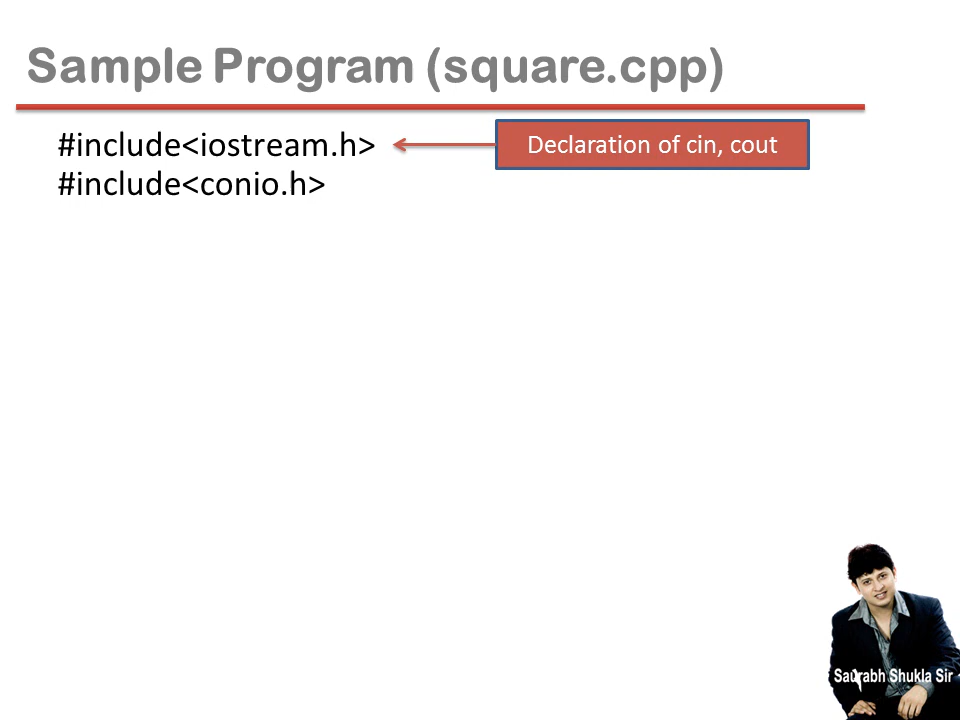 Sample Program (square.cpp)
#include<iostream.h>
Declaration of cin, cout
#include<conio.h>
Saurabh Shukla Sir